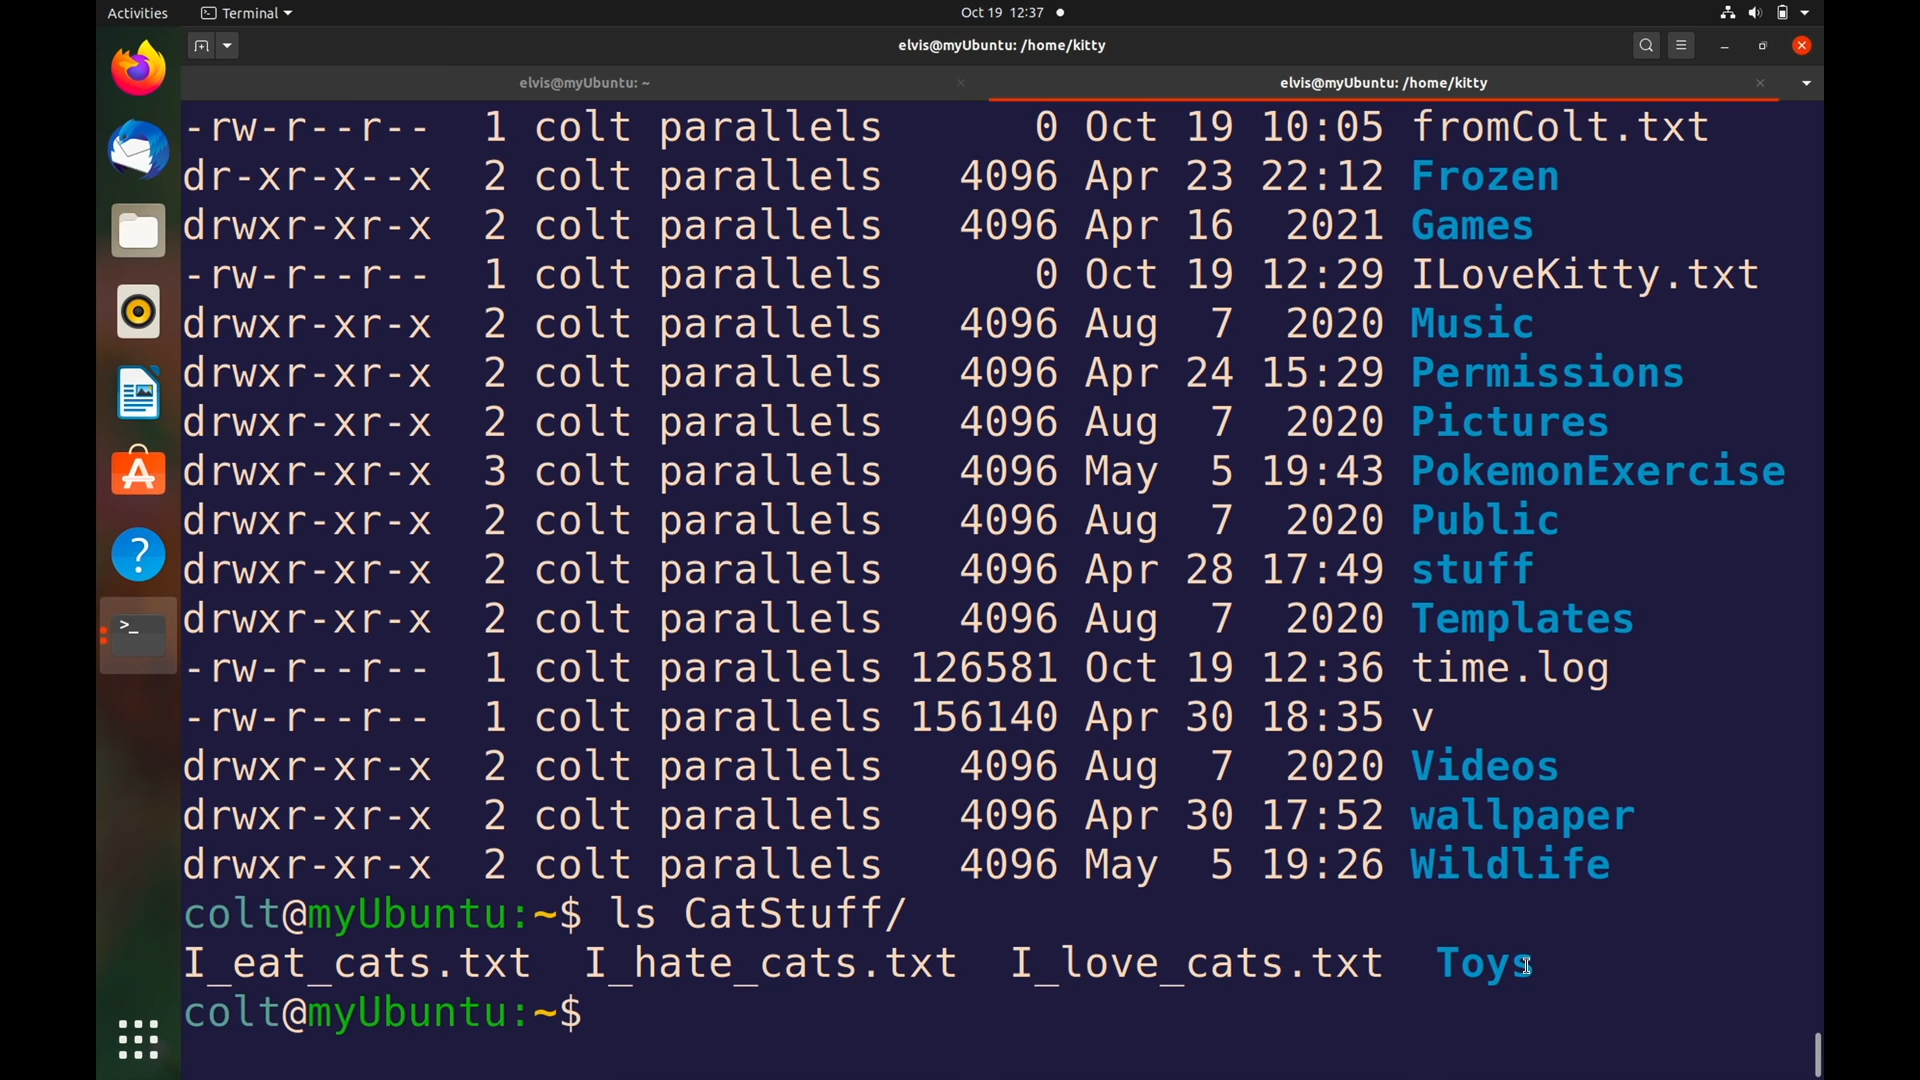 Activities Terminal Oct 19 12:37
elvis@myUbuntu: /home/kitty
elvis@myUbuntu: ~ elvis@myUbuntu: /home/kitty
-rw-r--r-- 1 colt parallels 0 Oct 19 10:05 fromColt.txt
dr-xr-x--x 2 colt parallels 4096 Apr 23 22:12 Frozen
drwxr-xr-x 2 colt parallels 4096 Apr 16 2021 Games
-rw-r--r-- 1 colt parallels 0 Oct 19 12:29 ILoveKitty.txt
drwxr-xr-x 2 colt parallels 4096 Aug 7 2020 Music
drwxr-xr-x 2 colt parallels 4096 Apr 24 15:29 Permissions
drwxr-xr-x 2 colt parallels 4096 Aug 7 2020 Pictures
drwxr-xr-x 3 colt parallels 4096 May 5 19:43 PokemonExercise
drwxr-xr-x 2 colt parallels 4096 Aug 7 2020 Public
drwxr-xr-x 2 colt parallels 4096 Apr 28 17:49 stuff
drwxr-xr-x 2 colt parallels 4096 Aug 7 2020 Templates
-rw-r--r-- 1 colt parallels 126581 Oct 19 12:36 time.log
-rw-r--r-- 1 colt parallels 156140 Apr 30 18:35 v
drwxr-xr-x 2 colt parallels 4096 Aug 7 2020 Videos
drwxr-xr-x 2 colt parallels 4096 Apr 30 17:52 wallpaper
drwxr-xr-x 2 colt parallels 4096 May 5 19:26 Wildlife
colt@myUbuntu:~$ ls CatStuff/
I_eat_cats.txt I_hate_cats.txt I_love_cats.txt Toys
colt@myUbuntu:~$